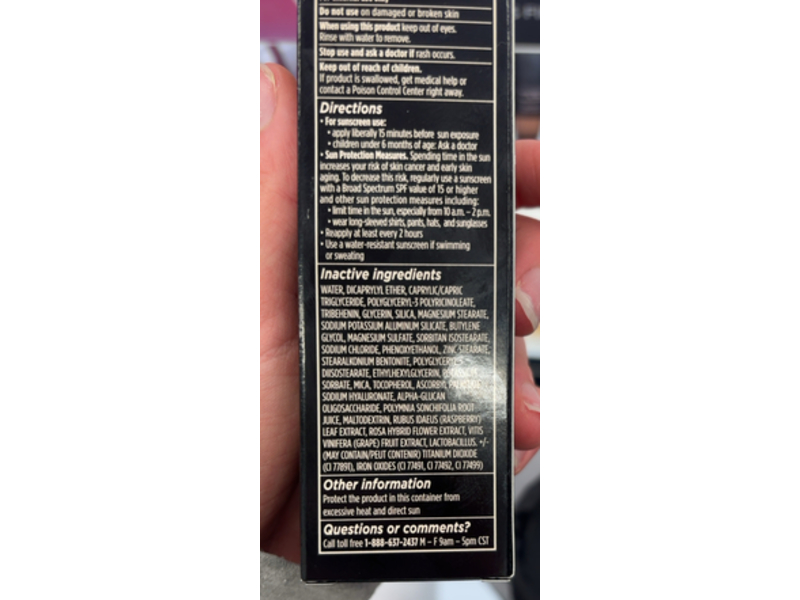 Do not use on damaged or broken skin
When using this product keep out of eyes.
Rinse with water to remove.
Stop use and ask a doctor if rash occurs.
Keep out of reach of children.
If product is swallowed, get medical help or
contact a Poison Control Center right away.
Directions
• For sunscreen use:
• apply liberally 15 minutes before sun exposure
• children under 6 months of age: Ask a doctor
• Sun Protection Measures. Spending time in the sun
increases your risk of skin cancer and early skin
aging. To decrease this risk, regularly use a sunscreen
with a Broad Spectrum SPF value of 15 or higher
and other sun protection measures including:
• limit time in the sun, especially from 10 a.m. – 2 p.m.
• wear long-sleeved shirts, pants, hats, and sunglasses
• Reapply at least every 2 hours
• Use a water-resistant sunscreen if swimming
or sweating
Inactive ingredients
WATER, DICAPRYLYL ETHER, CAPRYLIC/CAPRIC
TRIGLYCERIDE, POLYGLYCERYL-3 POLYRICINOLEATE,
TRIBEHENIN, GLYCERIN, SILICA, MAGNESIUM STEARATE,
SODIUM POTASSIUM ALUMINUM SILICATE, BUTYLENE
GLYCOL, MAGNESIUM SULFATE, SORBITAN ISOSTEARATE,
SODIUM CHLORIDE, PHENOXYETHANOL, ZINC STEARATE,
STEARALKONIUM BENTONITE,
DIISOSTEARATE, ETHYLHEXYLGLYCERIN,
SORBATE, MICA, TOCOPHEROL, ASCORBYL PALMITATE,
SODIUM HYALURONATE, ALPHA-GLUCAN
OLIGOSACCHARIDE, POLYMNIA SONCHIFOLIA ROOT
JUICE, MALTODEXTRIN, RUBUS IDAEUS (RASPBERRY)
LEAF EXTRACT, ROSA HYBRID FLOWER EXTRACT, VITIS
VINIFERA (GRAPE) FRUIT EXTRACT, LACTOBACILLUS. +/-
(MAY CONTAIN/PEUT CONTENIR) TITANIUM DIOXIDE
(CI 77891), IRON OXIDES (CI 77491, CI 77492, CI 77499)
Other information
Protect the product in this container from
excessive heat and direct sun
Questions or comments?
Call toll free 1-888-637-2437 M – F 9am – 5pm CST